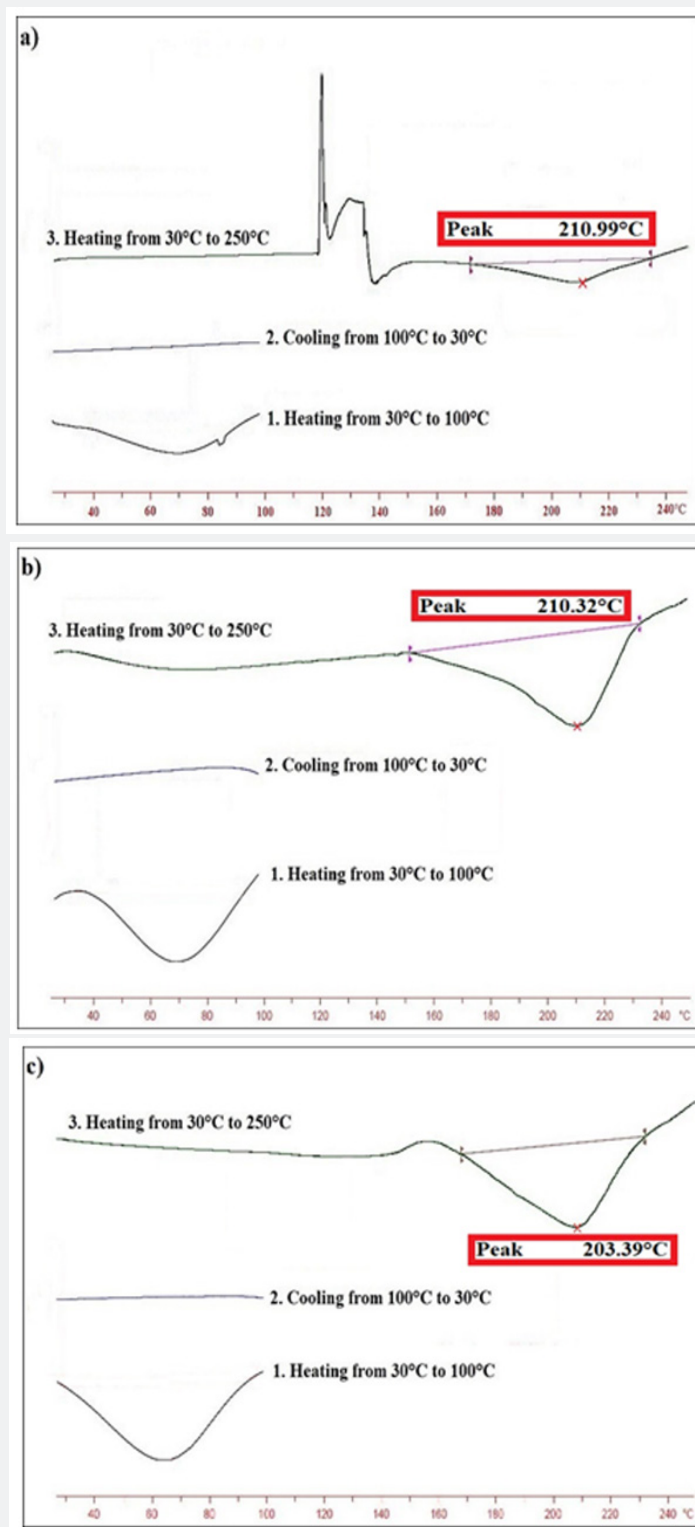 a)
Peak 210.99°C
3. Heating from 30°C to 250°C
2. Cooling from 100°C to 30°C
1. Heating from 30°C to 100°C
40 60 80 100 120 140 160 180 200 220 240°C
b)
Peak 210.32°C
3. Heating from 30°C to 250°C
2. Cooling from 100°C to 30°C
1. Heating from 30°C to 100°C
40 60 80 100 120 140 160 180 200 220 240 °C
c)
3. Heating from 30°C to 250°C
Peak 203.39°C
2. Cooling from 100°C to 30°C
1. Heating from 30°C to 100°C
40 60 80 100 120 140 160 180 200 220 240 °C